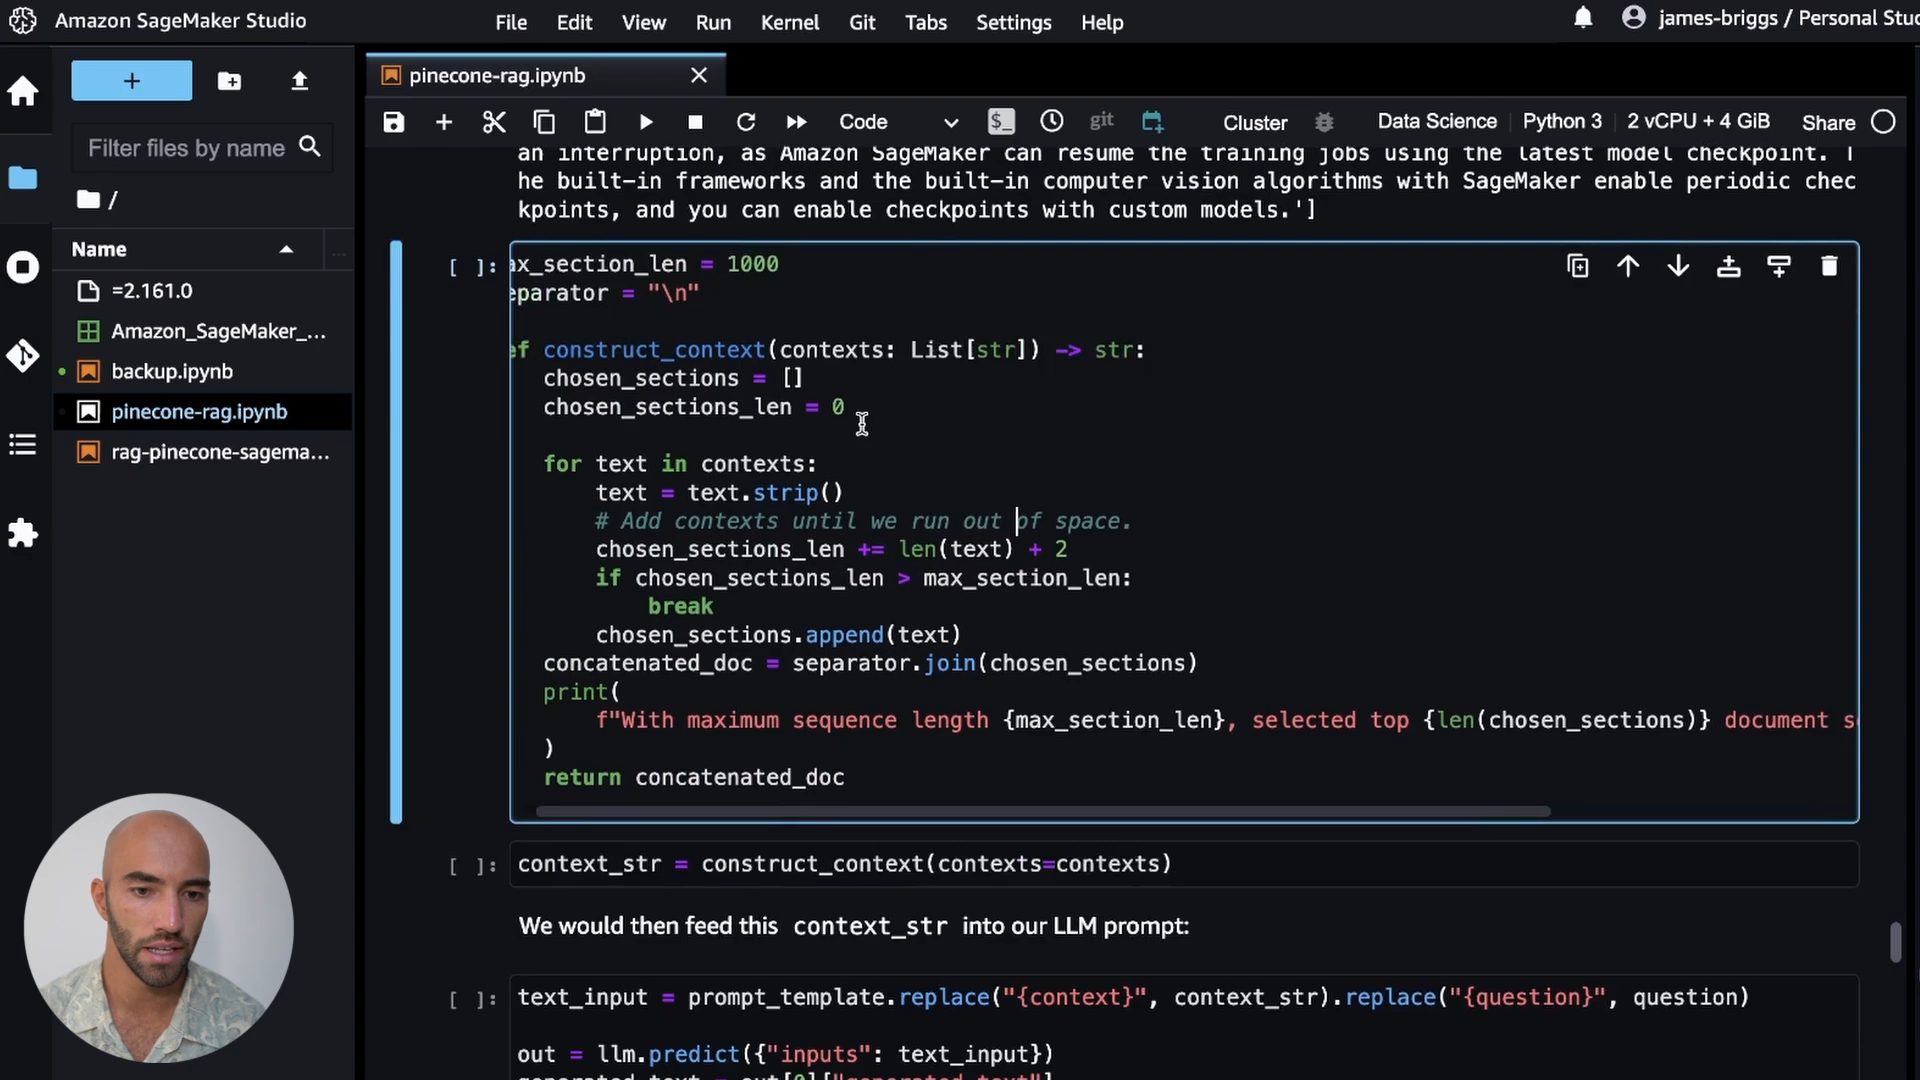 Amazon SageMaker Studio
File Edit View Run Kernel Git Tabs Settings Help
james-briggs / Personal Stu
pinecone-rag.ipynb
Filter files by name
/
Name
=2.161.0
Amazon_SageMaker_...
backup.ipynb
pinecone-rag.ipynb
rag-pinecone-sagema...
Code
git
Cluster
Data Science
Python 3
2 vCPU + 4 GiB
Share
an interruption, as Amazon SageMaker can resume the training jobs using the latest model checkpoint. T
he built-in frameworks and the built-in computer vision algorithms with SageMaker enable periodic chec
kpoints, and you can enable checkpoints with custom models.']
[ ]:
ax_section_len = 1000
eparator = "\n"
ef construct_context(contexts: List[str]) -> str:
chosen_sections = []
chosen_sections_len = 0
for text in contexts:
text = text.strip()
# Add contexts until we run out of space.
chosen_sections_len += len(text) + 2
if chosen_sections_len > max_section_len:
break
chosen_sections.append(text)
concatenated_doc = separator.join(chosen_sections)
print(
f"With maximum sequence length {max_section_len}, selected top {len(chosen_sections)} document s
)
return concatenated_doc
[ ]: context_str = construct_context(contexts=contexts)
We would then feed this context_str into our LLM prompt:
[ ]: text_input = prompt_template.replace("{context}", context_str).replace("{question}", question)
out = llm.predict({"inputs": text_input})
generated_text = out[0]["generated_text"]